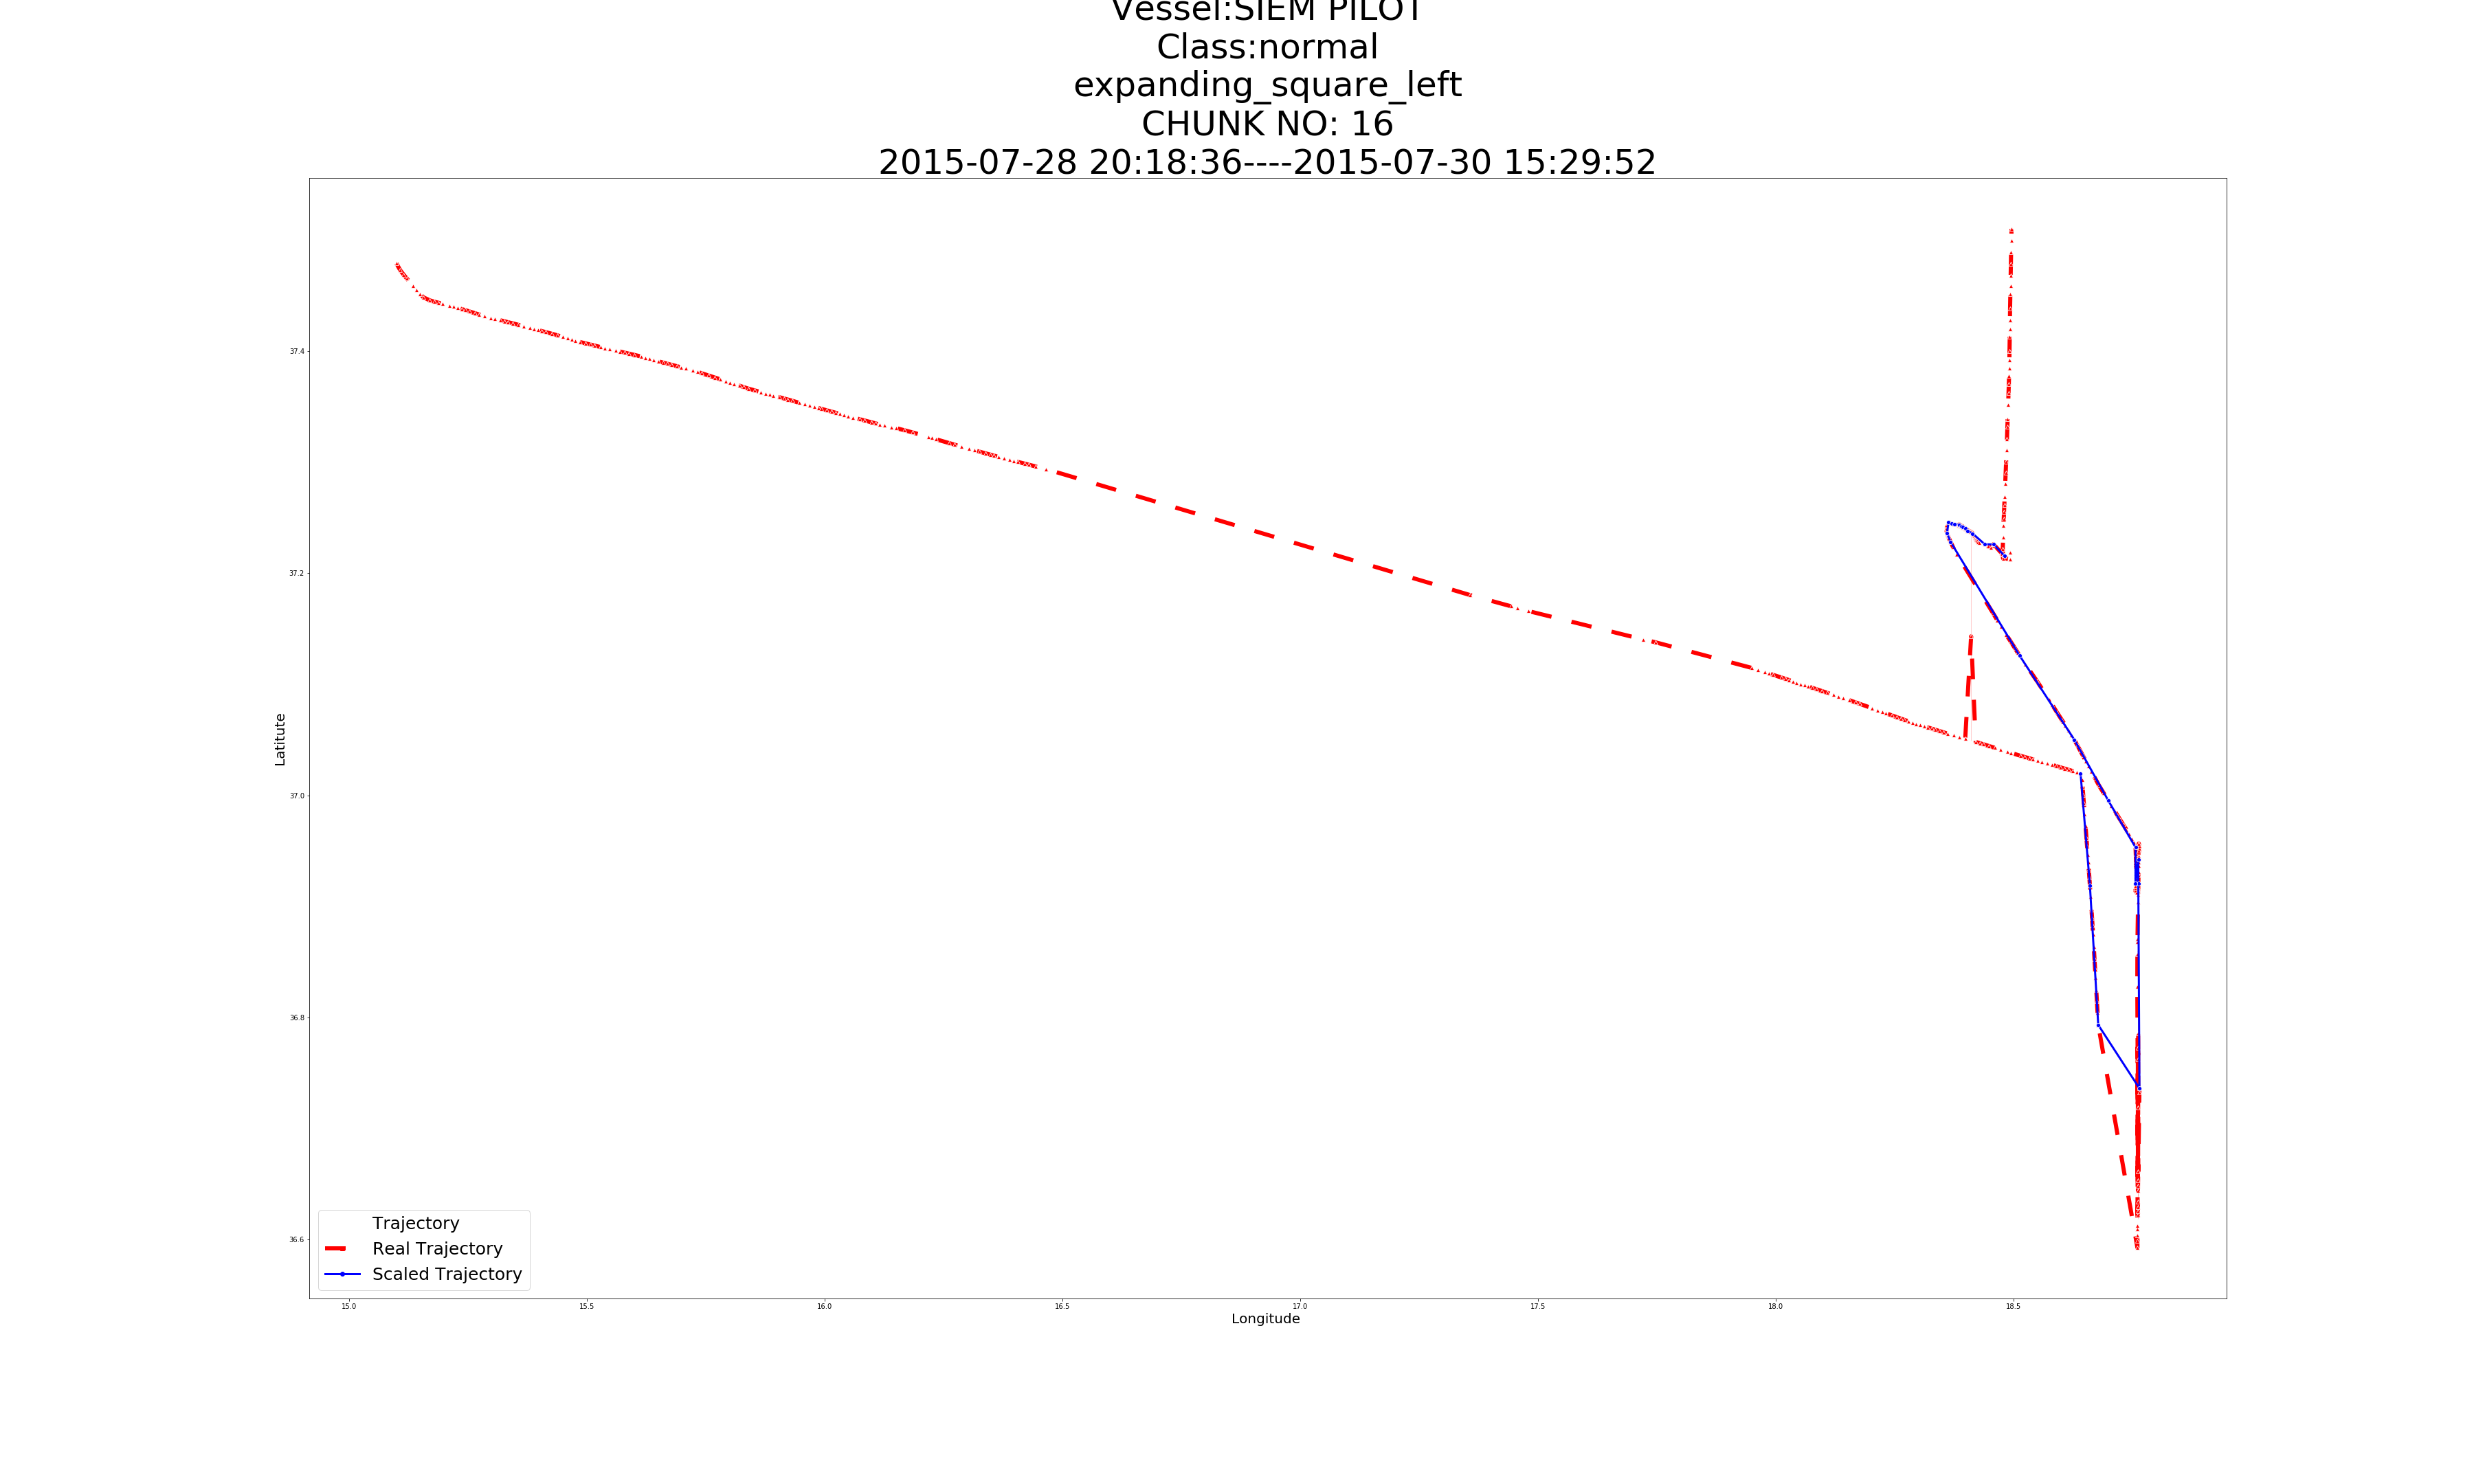 Vessel:SIEM PILOT
Class:normal
expanding_square_left
CHUNK NO: 16
2015-07-28 20:18:36----2015-07-30 15:29:52
37.4
37.2
37.0
36.8
36.6
Latitute
Trajectory
Real Trajectory
Scaled Trajectory
15.0
15.5
16.0
16.5
17.0
17.5
18.0
18.5
Longitude